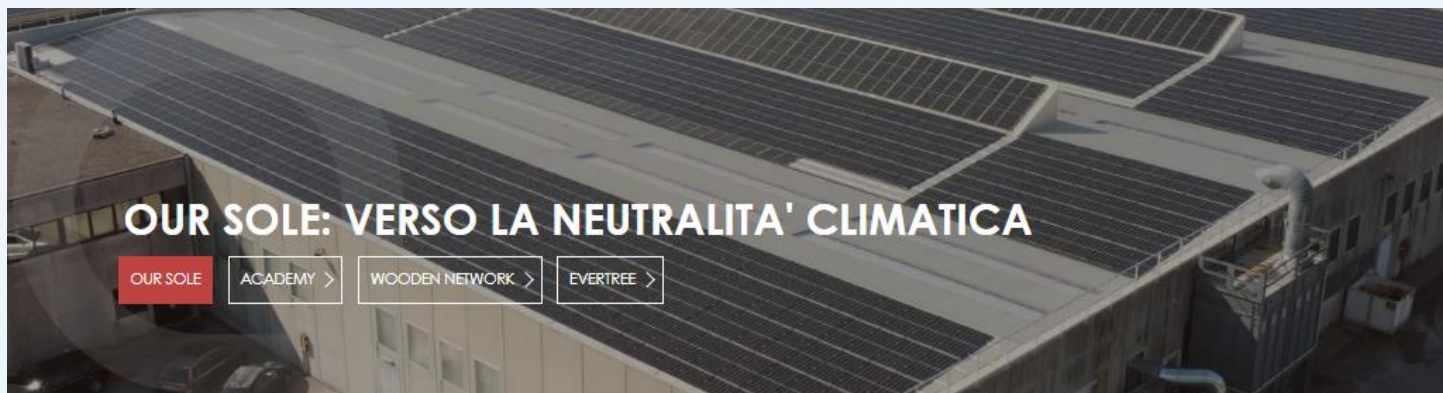 OUR SOLE: VERSO LA NEUTRALITA' CLIMATICA
OUR SOLE ACADEMY > WOODEN NETWORK > EVERTREE >